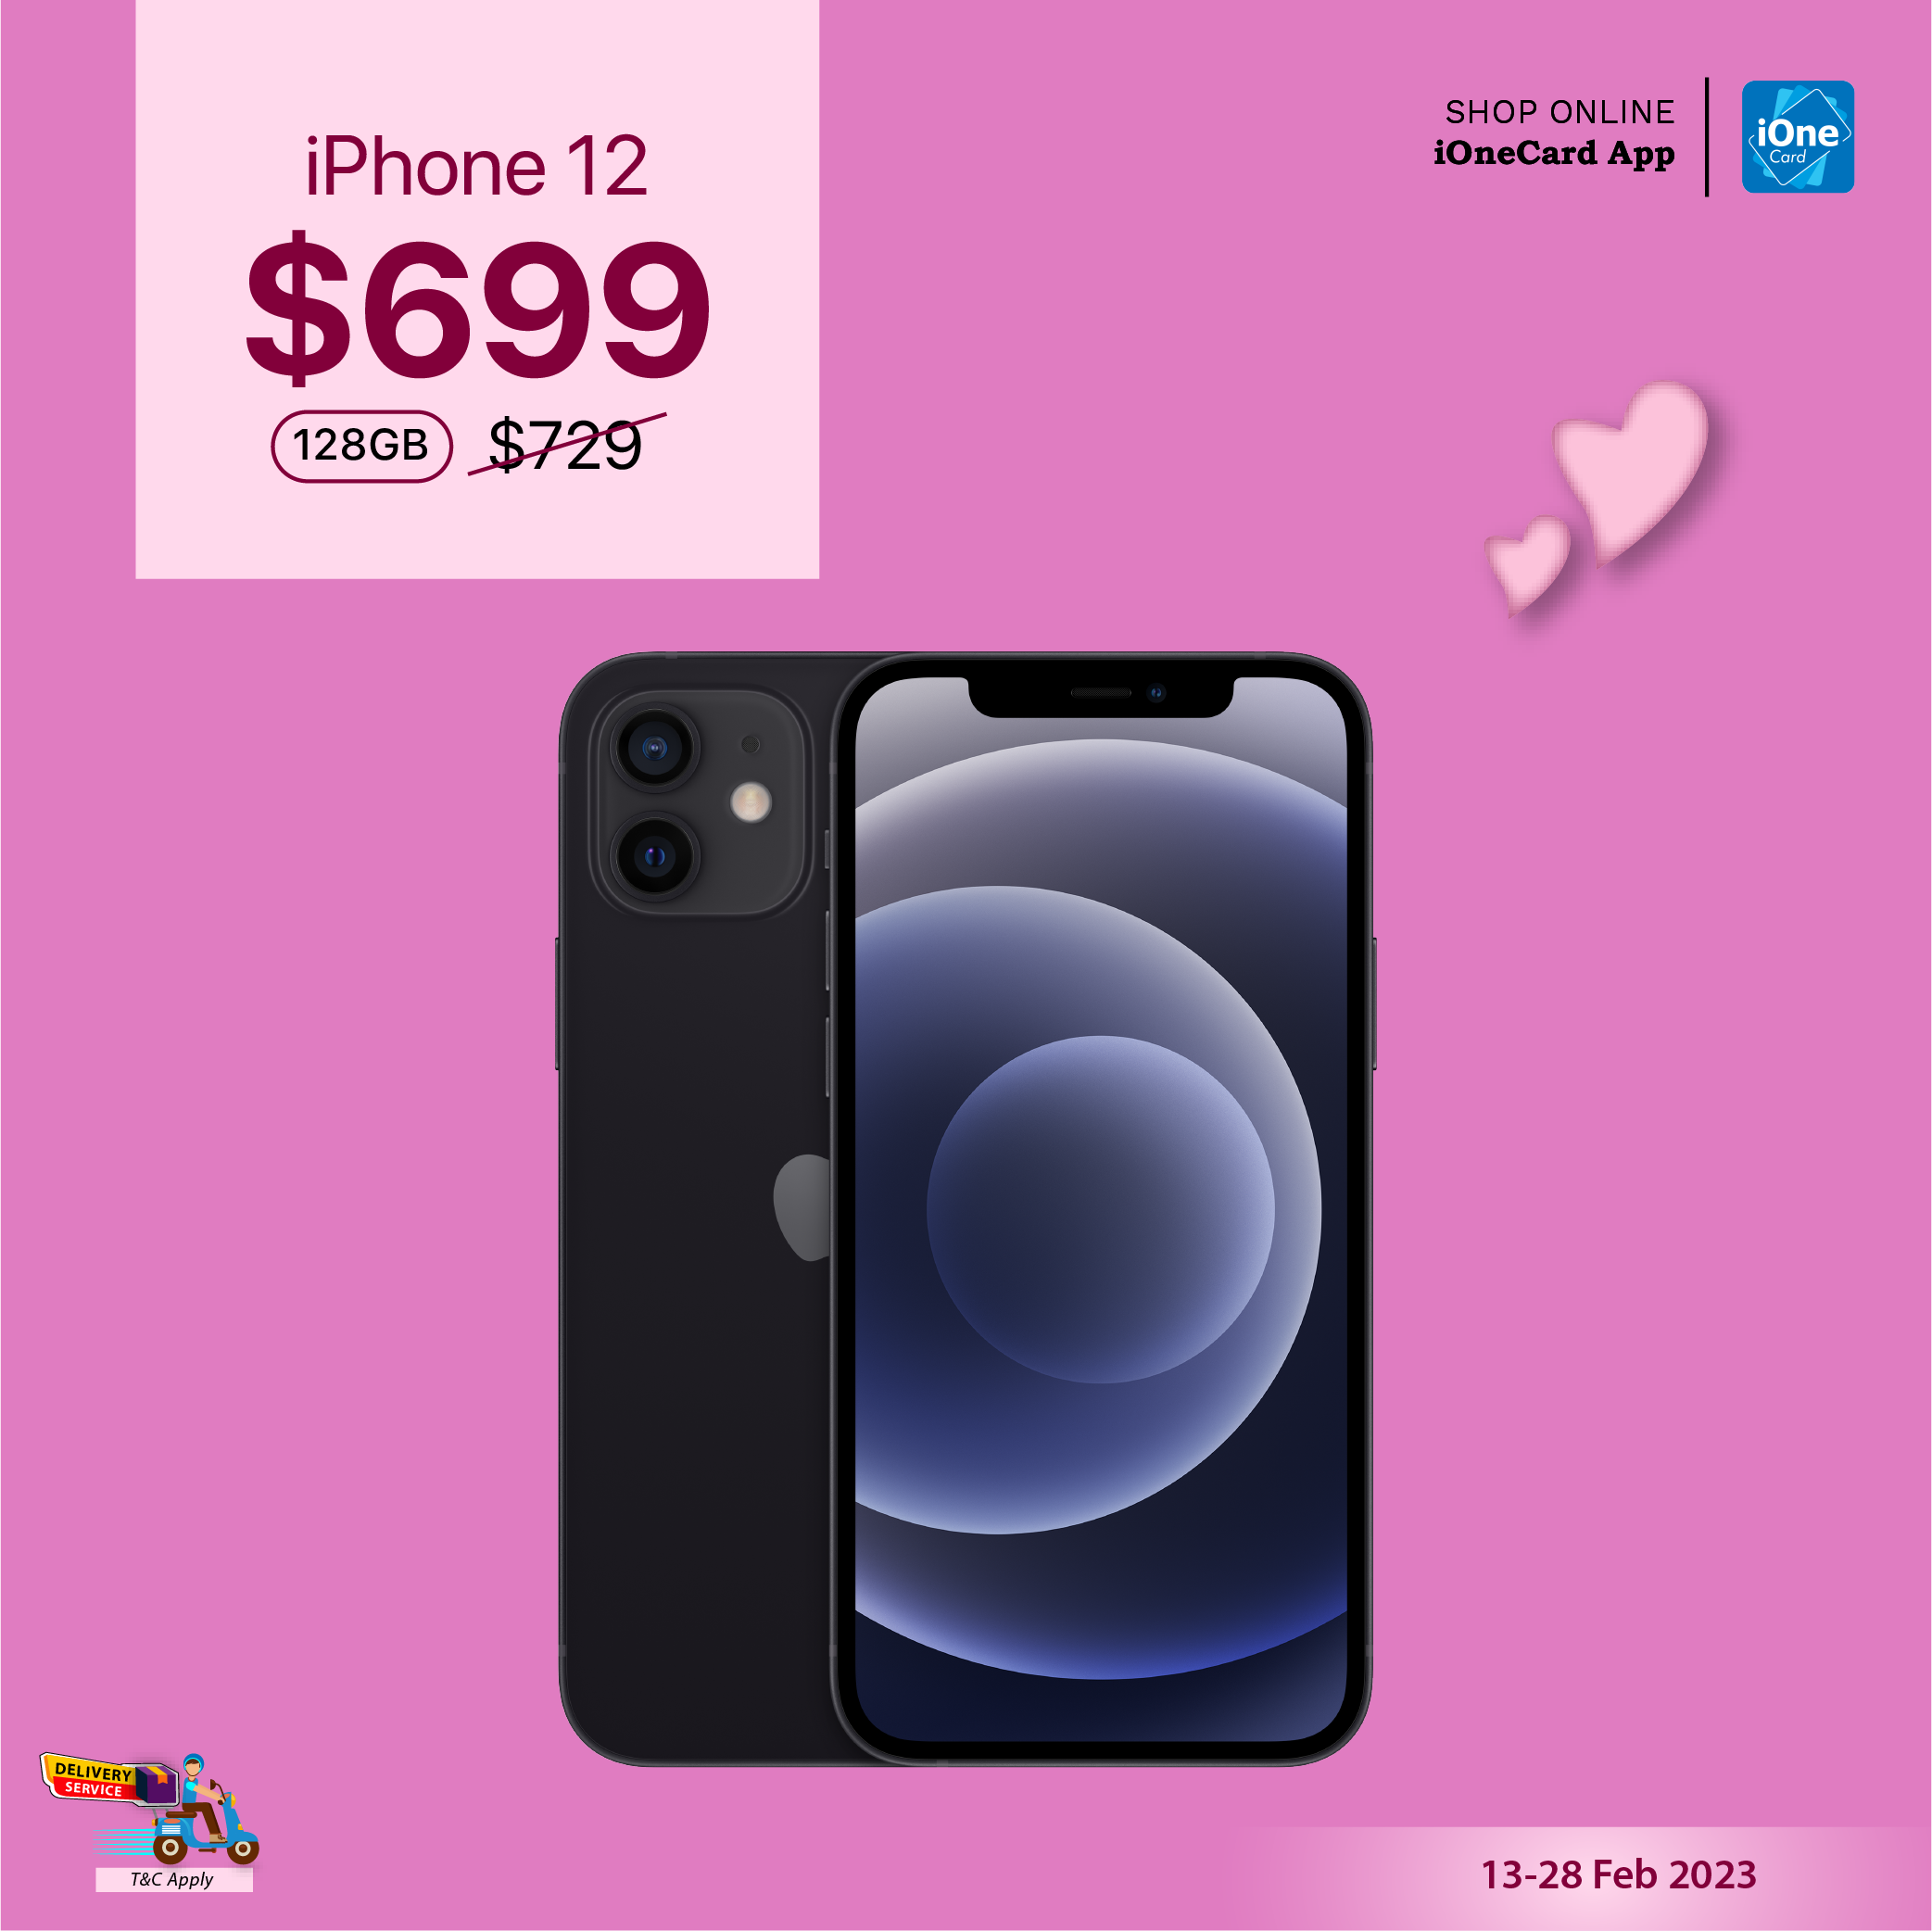 iPhone 12
$699
128GB $729
SHOP ONLINE
iOneCard App
iOne
Card
DELIVERY
SERVICE
T&C Apply
13-28 Feb 2023